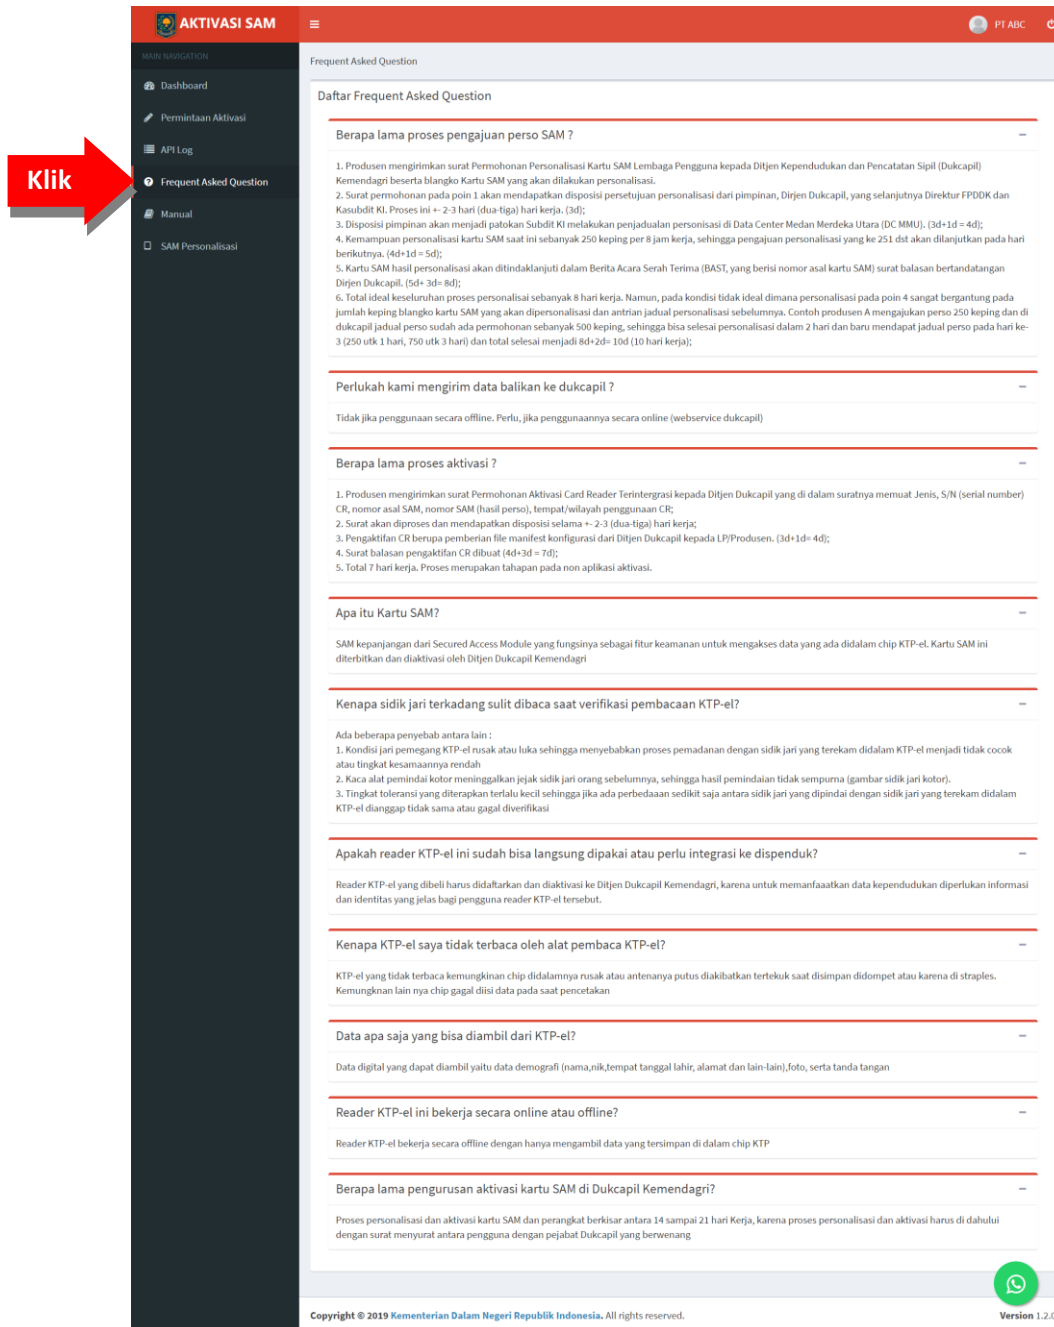 AKTIVASI SAM
PT ABC
MAIN NAVIGATION
Dashboard
Permintaan Aktivasi
API Log
Frequent Asked Question
Manual
SAM Personalisasi
Klik
Frequent Asked Question
Daftar Frequent Asked Question
Berapa lama proses pengajuan perso SAM ?
1. Produsen mengirimkan surat Permohonan Personalisasi Kartu SAM Lembaga Pengguna kepada Ditjen Kependudukan dan Pencatatan Sipil (Dukcapil)
Kemendagri beserta blangko Kartu SAM yang akan dilakukan personalisasi.
2. Surat permohonan pada poin 1 akan mendapatkan disposisi persetujuan personalisasi dari pimpinan, Dirjen Dukcapil, yang selanjutnya Direktur FPDDK dan
Kasubdit KI. Proses ini +- 2-3 hari (dua-tiga) hari kerja. (3d);
3. Disposisi pimpinan akan menjadi patokan Subdit KI melakukan penjadualan personisasi di Data Center Medan Merdeka Utara (DC MMU). (3d+1d = 4d);
4. Kemampuan personalisasi kartu SAM saat ini sebanyak 250 keping per 8 jam kerja, sehingga pengajuan personalisasi yang ke 251 dst akan dilanjutkan pada hari
berikutnya. (4d+1d = 5d);
5. Kartu SAM hasil personalisasi akan ditindaklanjuti dalam Berita Acara Serah Terima (BAST, yang berisi nomor asal kartu SAM) surat balasan bertandatangan
Dirjen Dukcapil. (5d+ 3d= 8d);
6. Total ideal keseluruhan proses personalisai sebanyak 8 hari kerja. Namun, pada kondisi tidak ideal dimana personalisasi pada poin 4 sangat bergantung pada
jumlah keping blangko kartu SAM yang akan dipersonalisasi dan antrian jadual personalisasi sebelumnya. Contoh produsen A mengajukan perso 250 keping dan di
dukcapil jadual perso sudah ada permohonan sebanyak 500 keping, sehingga bisa selesai personalisasi dalam 2 hari dan baru mendapat jadual perso pada hari ke-
3 (250 utk 1 hari, 750 utk 3 hari) dan total selesai menjadi 8d+2d= 10d (10 hari kerja);
Perlukah kami mengirim data balikan ke dukcapil ?
Tidak jika penggunaan secara offline. Perlu, jika penggunaannya secara online (webservice dukcapil)
Berapa lama proses aktivasi ?
1. Produsen mengirimkan surat Permohonan Aktivasi Card Reader Terintergrasi kepada Ditjen Dukcapil yang di dalam suratnya memuat Jenis, S/N (serial number)
CR, nomor asal SAM, nomor SAM (hasil perso), tempat/wilayah penggunaan CR;
2. Surat akan diproses dan mendapatkan disposisi selama +- 2-3 (dua-tiga) hari kerja;
3. Pengaktifan CR berupa pemberian file manifest konfigurasi dari Ditjen Dukcapil kepada LP/Produsen. (3d+1d= 4d);
4. Surat balasan pengaktifan CR dibuat (4d+3d = 7d);
5. Total 7 hari kerja. Proses merupakan tahapan pada non aplikasi aktivasi.
Apa itu Kartu SAM?
SAM kepanjangan dari Secured Access Module yang fungsinya sebagai fitur keamanan untuk mengakses data yang ada didalam chip KTP-el. Kartu SAM ini
diterbitkan dan diaktivasi oleh Ditjen Dukcapil Kemendagri
Kenapa sidik jari terkadang sulit dibaca saat verifikasi pembacaan KTP-el?
Ada beberapa penyebab antara lain :
1. Kondisi jari pemegang KTP-el rusak atau luka sehingga menyebabkan proses pemadanan dengan sidik jari yang terekam didalam KTP-el menjadi tidak cocok
atau tingkat kesamaannya rendah
2. Kaca alat pemindai kotor meninggalkan jejak sidik jari orang sebelumnya, sehingga hasil pemindaian tidak sempurna (gambar sidik jari kotor).
3. Tingkat toleransi yang diterapkan terlalu kecil sehingga jika ada perbedaaan sedikit saja antara sidik jari yang dipindai dengan sidik jari yang terekam didalam
KTP-el dianggap tidak sama atau gagal diverifikasi
Apakah reader KTP-el ini sudah bisa langsung dipakai atau perlu integrasi ke dispenduk?
Reader KTP-el yang dibeli harus didaftarkan dan diaktivasi ke Ditjen Dukcapil Kemendagri, karena untuk memanfaaatkan data kependudukan diperlukan informasi
dan identitas yang jelas bagi pengguna reader KTP-el tersebut.
Kenapa KTP-el saya tidak terbaca oleh alat pembaca KTP-el?
KTP-el yang tidak terbaca kemungkinan chip didalamnya rusak atau antenanya putus diakibatkan tertekuk saat disimpan didompet atau karena di straples.
Kemungknan lain nya chip gagal diisi data pada saat pencetakan
Data apa saja yang bisa diambil dari KTP-el?
Data digital yang dapat diambil yaitu data demografi (nama,nik,tempat tanggal lahir, alamat dan lain-lain),foto, serta tanda tangan
Reader KTP-el ini bekerja secara online atau offline?
Reader KTP-el bekerja secara offline dengan hanya mengambil data yang tersimpan di dalam chip KTP
Berapa lama pengurusan aktivasi kartu SAM di Dukcapil Kemendagri?
Proses personalisasi dan aktivasi kartu SAM dan perangkat berkisar antara 14 sampai 21 hari Kerja, karena proses personalisasi dan aktivasi harus di dahului
dengan surat menyurat antara pengguna dengan pejabat Dukcapil yang berwenang
Copyright © 2019 Kementerian Dalam Negeri Republik Indonesia. All rights reserved.
Version 1.2.0